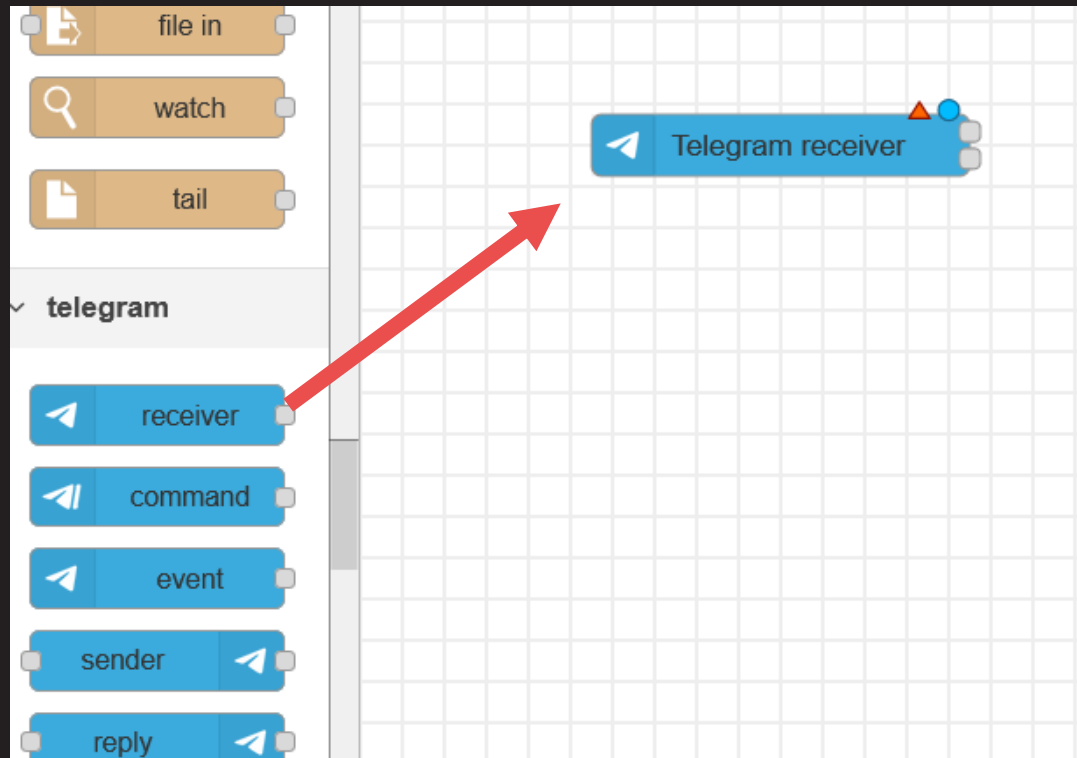 file in
watch
tail
telegram
receiver
command
event
sender
reply
Telegram receiver